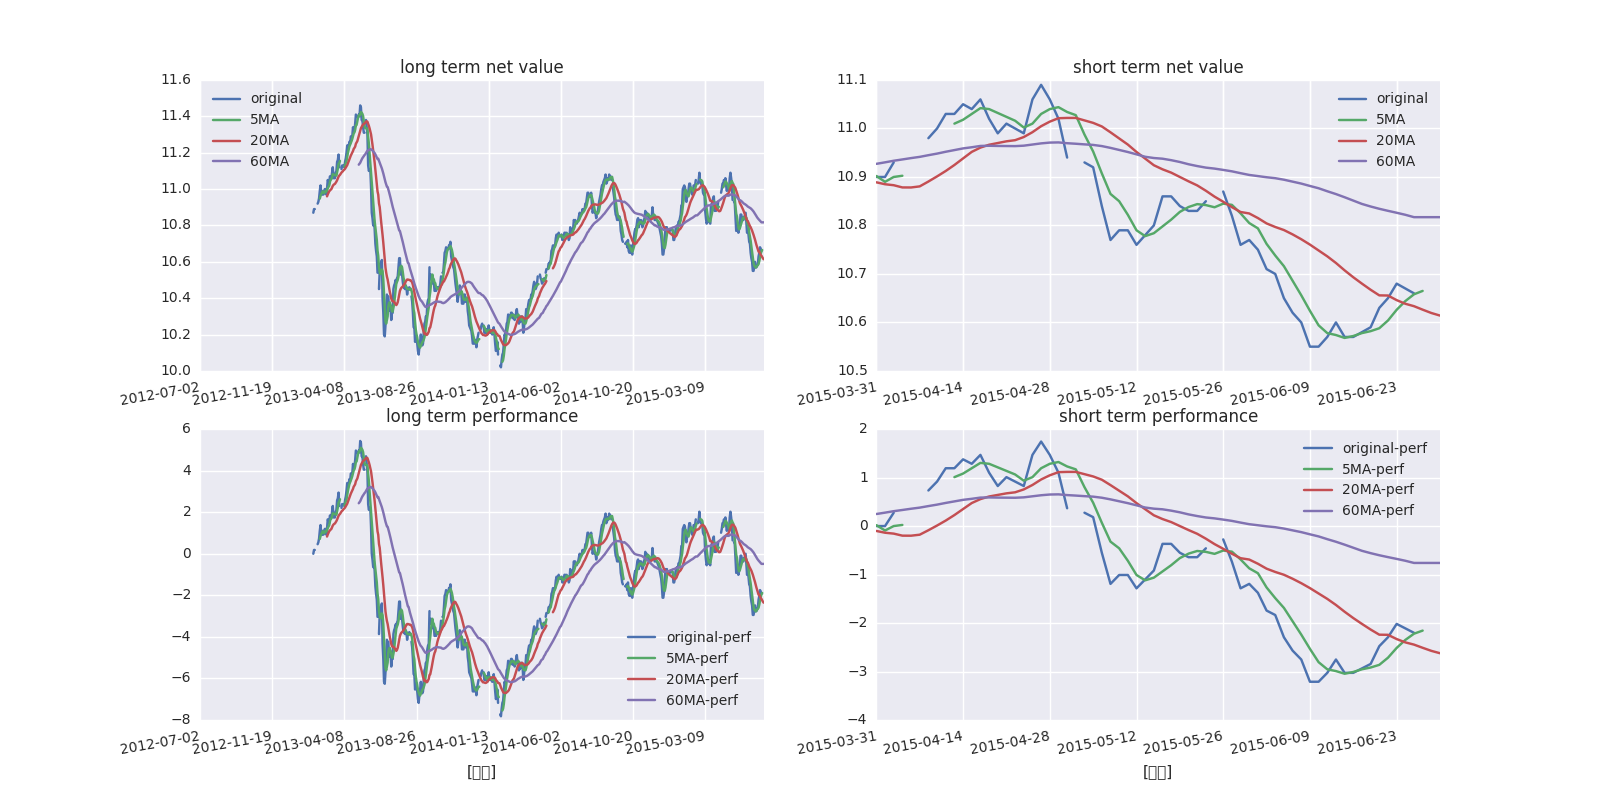 long term net value
11.6
11.4
11.2
11.0
10.8
10.6
10.4
10.2
10.0
original
5MA
20MA
60MA
2012-07-02 2012-11-19 2013-04-08 2013-08-26 2014-01-13 2014-06-02 2014-10-20 2015-03-09
short term net value
11.1
11.0
10.9
10.8
10.7
10.6
10.5
original
5MA
20MA
60MA
2015-03-31 2015-04-14 2015-04-28 2015-05-12 2015-05-26 2015-06-09 2015-06-23
long term performance
6
4
2
0
−2
−4
−6
−8
original-perf
5MA-perf
20MA-perf
60MA-perf
2012-07-02 2012-11-19 2013-04-08 2013-08-26 2014-01-13 2014-06-02 2014-10-20 2015-03-09
short term performance
2
1
0
−1
−2
−3
−4
original-perf
5MA-perf
20MA-perf
60MA-perf
2015-03-31 2015-04-14 2015-04-28 2015-05-12 2015-05-26 2015-06-09 2015-06-23